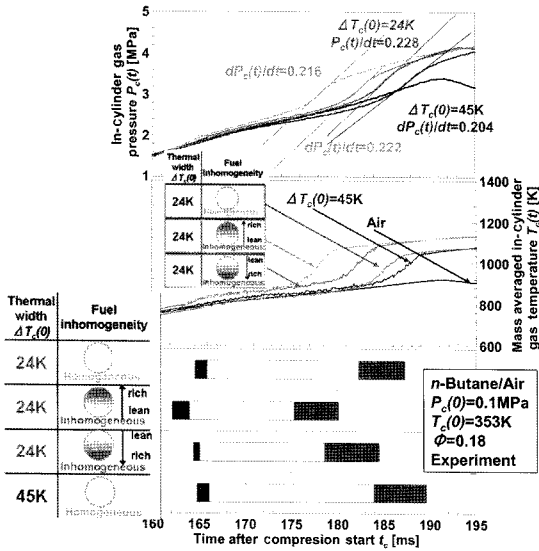 5
4
3
2
1
In-cylinder gas
pressure P_c(t) [MPa]
ΔT_c(0)=24K
P_c(t)/dt=0.228
dP_c(t)/dt=0.216
ΔT_c(0)=45K
dP_c(t)/dt=0.204
dP_c(t)/dt=0.222
Thermal width ΔT_c(0)
Fuel Inhomogeneity
24K
Homogeneous
24K
rich
lean
Inhomogeneous
24K
lean
rich
Inhomogeneous
ΔT_c(0)=45K
Air
1400
1200
1000
800
600
Mass averaged in-cylinder
gas temperature T_c(t) [K]
Thermal width ΔT_c(0)
Fuel Inhomogeneity
24K
Homogeneous
24K
rich
lean
Inhomogeneous
24K
lean
rich
Inhomogeneous
45K
Homogeneous
n-Butane/Air
P_c(0)=0.1MPa
T_c(0)=353K
Φ=0.18
Experiment
160 165 170 175 180 185 190 195
Time after compresion start t_c [ms]